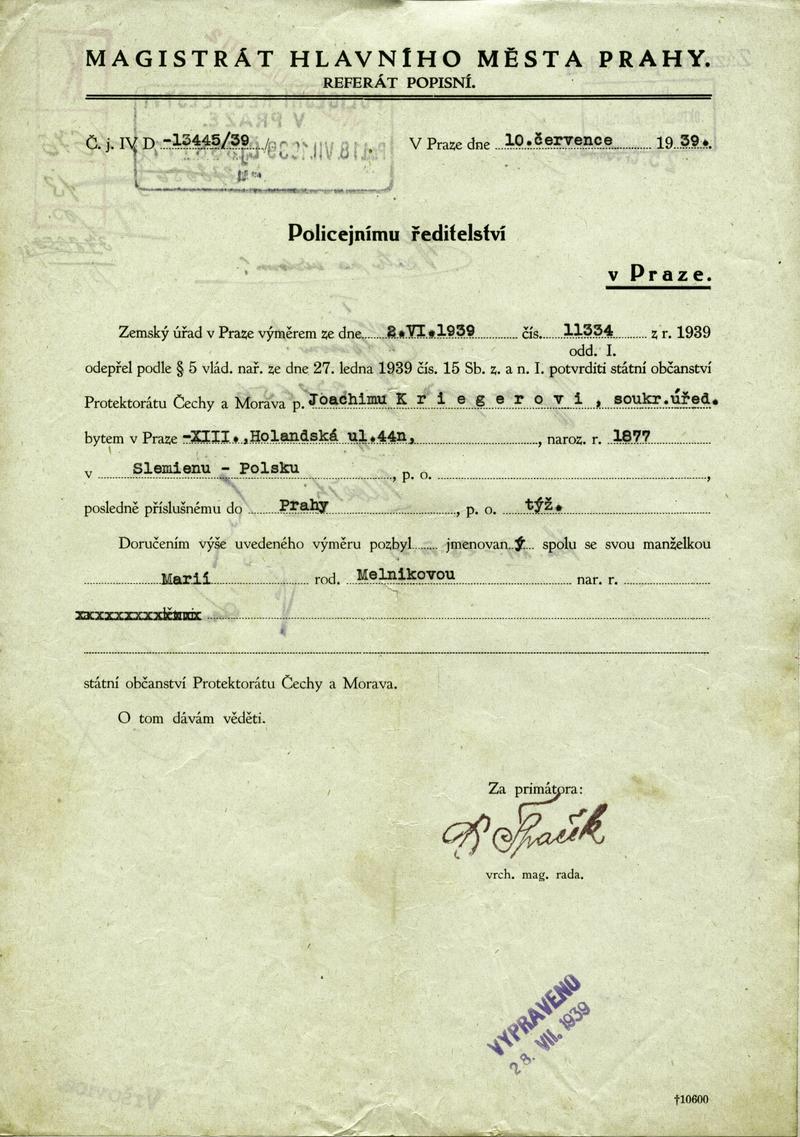 MAGISTRÁT HLAVNÍHO MĚSTA PRAHY.
REFERÁT POPISNÍ.
Č. j. IV D -13445/39 V Praze dne 10.července 1939.
Policejnímu ředitelství
v Praze.
Zemský úřad v Praze výměrem ze dne 2.VI.1939 čís. 11334 z r. 1939
odd. I.
odepřel podle § 5 vlád. nař. ze dne 27. ledna 1939 čís. 15 Sb. z. a n. I. potvrditi státní občanství
Protektorátu Čechy a Morava p. Joachimu Kriegerovi, soukr.úřed.
bytem v Praze -XIII.,Holandská ul.44n, , naroz. r. 1877
v Slemienu - Polsku , p. o. ,
posledně příslušnému do Prahy , p. o. týž.
Doručením výše uvedeného výměru pozbyl jmenovaný spolu se svou manželkou
Marií rod. Melnikovou nar. r.
státní občanství Protektorátu Čechy a Morava.
O tom dávám věděti.
Za primátora:
vrch. mag. rada.
VYPRAVENO
28. VII. 1939
†10600